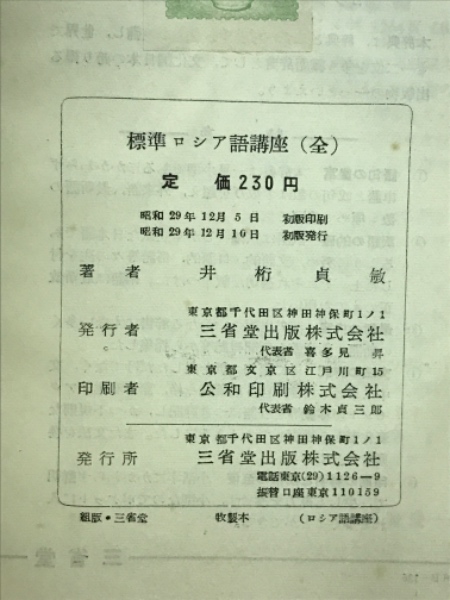 標準ロシア語講座(全)
定 価230円
昭和29年12月5日 初版印刷
昭和29年12月10日 初版発行
著者 井桁貞敏
東京都千代田区神田神保町1ノ1
発行者 三省堂出版株式会社
代表者 喜多見 昇
東京都文京区江戸川町15
印刷者 公和印刷株式会社
代表者 鈴木貞三郎
東京都千代田区神田神保町1ノ1
発行所 三省堂出版株式会社
電話東京(29)1126―9
振替口座東京110159
組版・三省堂 牧製本 (ロシア語講座)